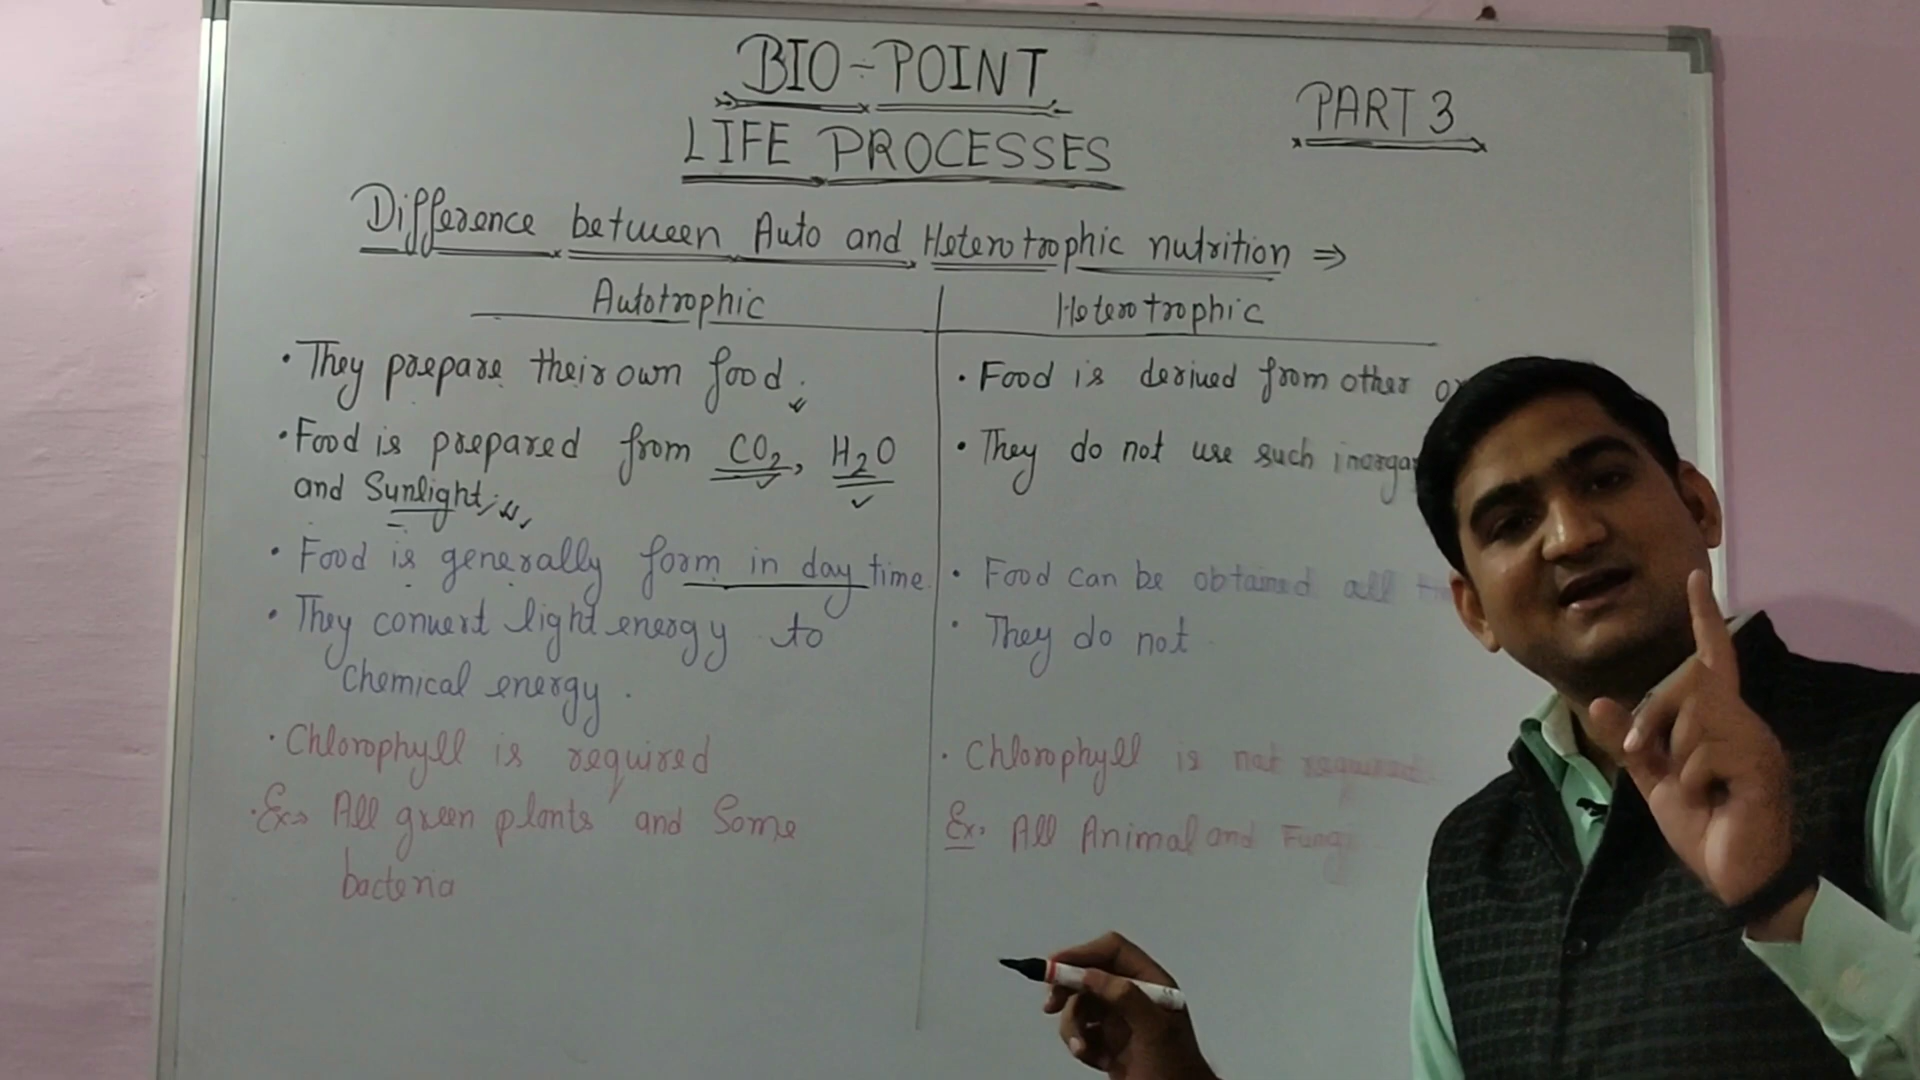 BIO-POINT
PART 3
LIFE PROCESSES
Difference between Auto and Heterotrophic nutrition ⇒
Autotrophic
Heterotrophic
• They prepare their own food.
• Food is derived from other
• Food is prepared from CO2, H2O
and Sunlight
• They do not use such
• Food is generally form in day time.
• Food can be obtained all
• They convert light energy to
Chemical energy.
• They do not
• Chlorophyll is required
• Chlorophyll is not required
• Ex⇒ All green plants and Some
bacteria
Ex. All Animal and Fungi